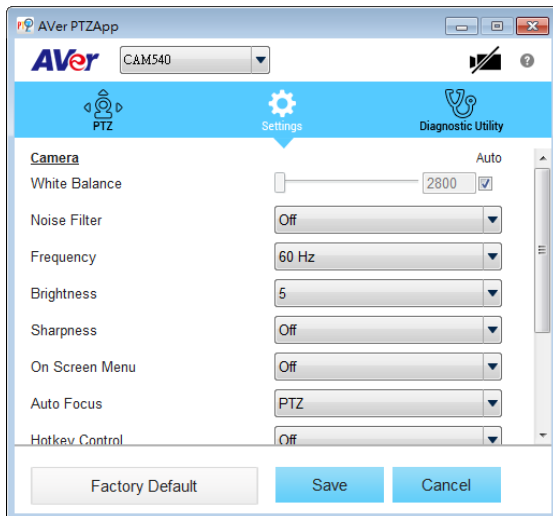 AVer PTZApp
AVer CAM540 ?
PTZ Settings Diagnostic Utility
Camera Auto
White Balance 2800
Noise Filter Off
Frequency 60 Hz
Brightness 5
Sharpness Off
On Screen Menu Off
Auto Focus PTZ
Hotkey Control Off
Factory Default Save Cancel